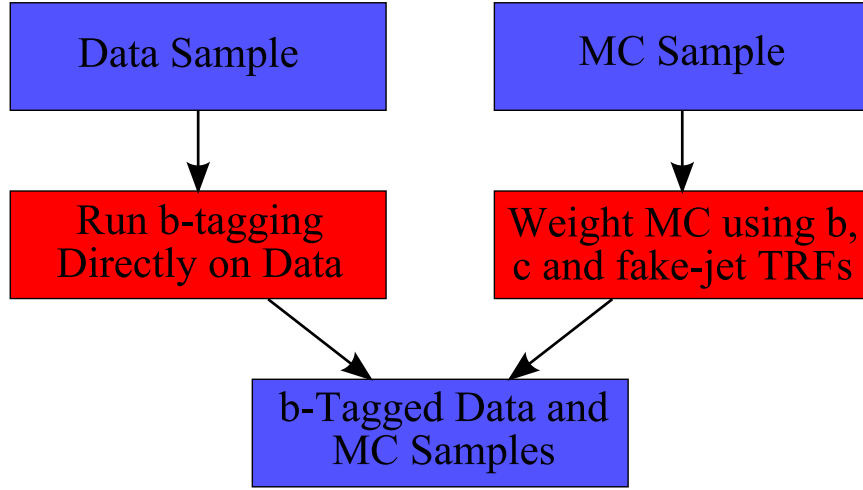 Data Sample
MC Sample
Run b-tagging
Directly on Data
Weight MC using b,
c and fake-jet TRFs
b-Tagged Data and
MC Samples